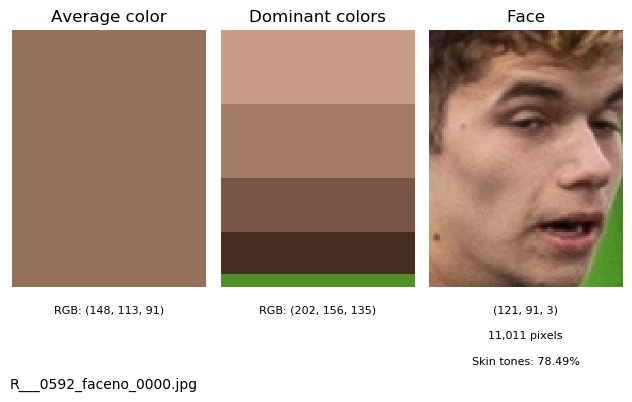 Average color
Dominant colors
Face
RGB: (148, 113, 91)
RGB: (202, 156, 135)
(121, 91, 3)
11,011 pixels
Skin tones: 78.49%
R___0592_faceno_0000.jpg